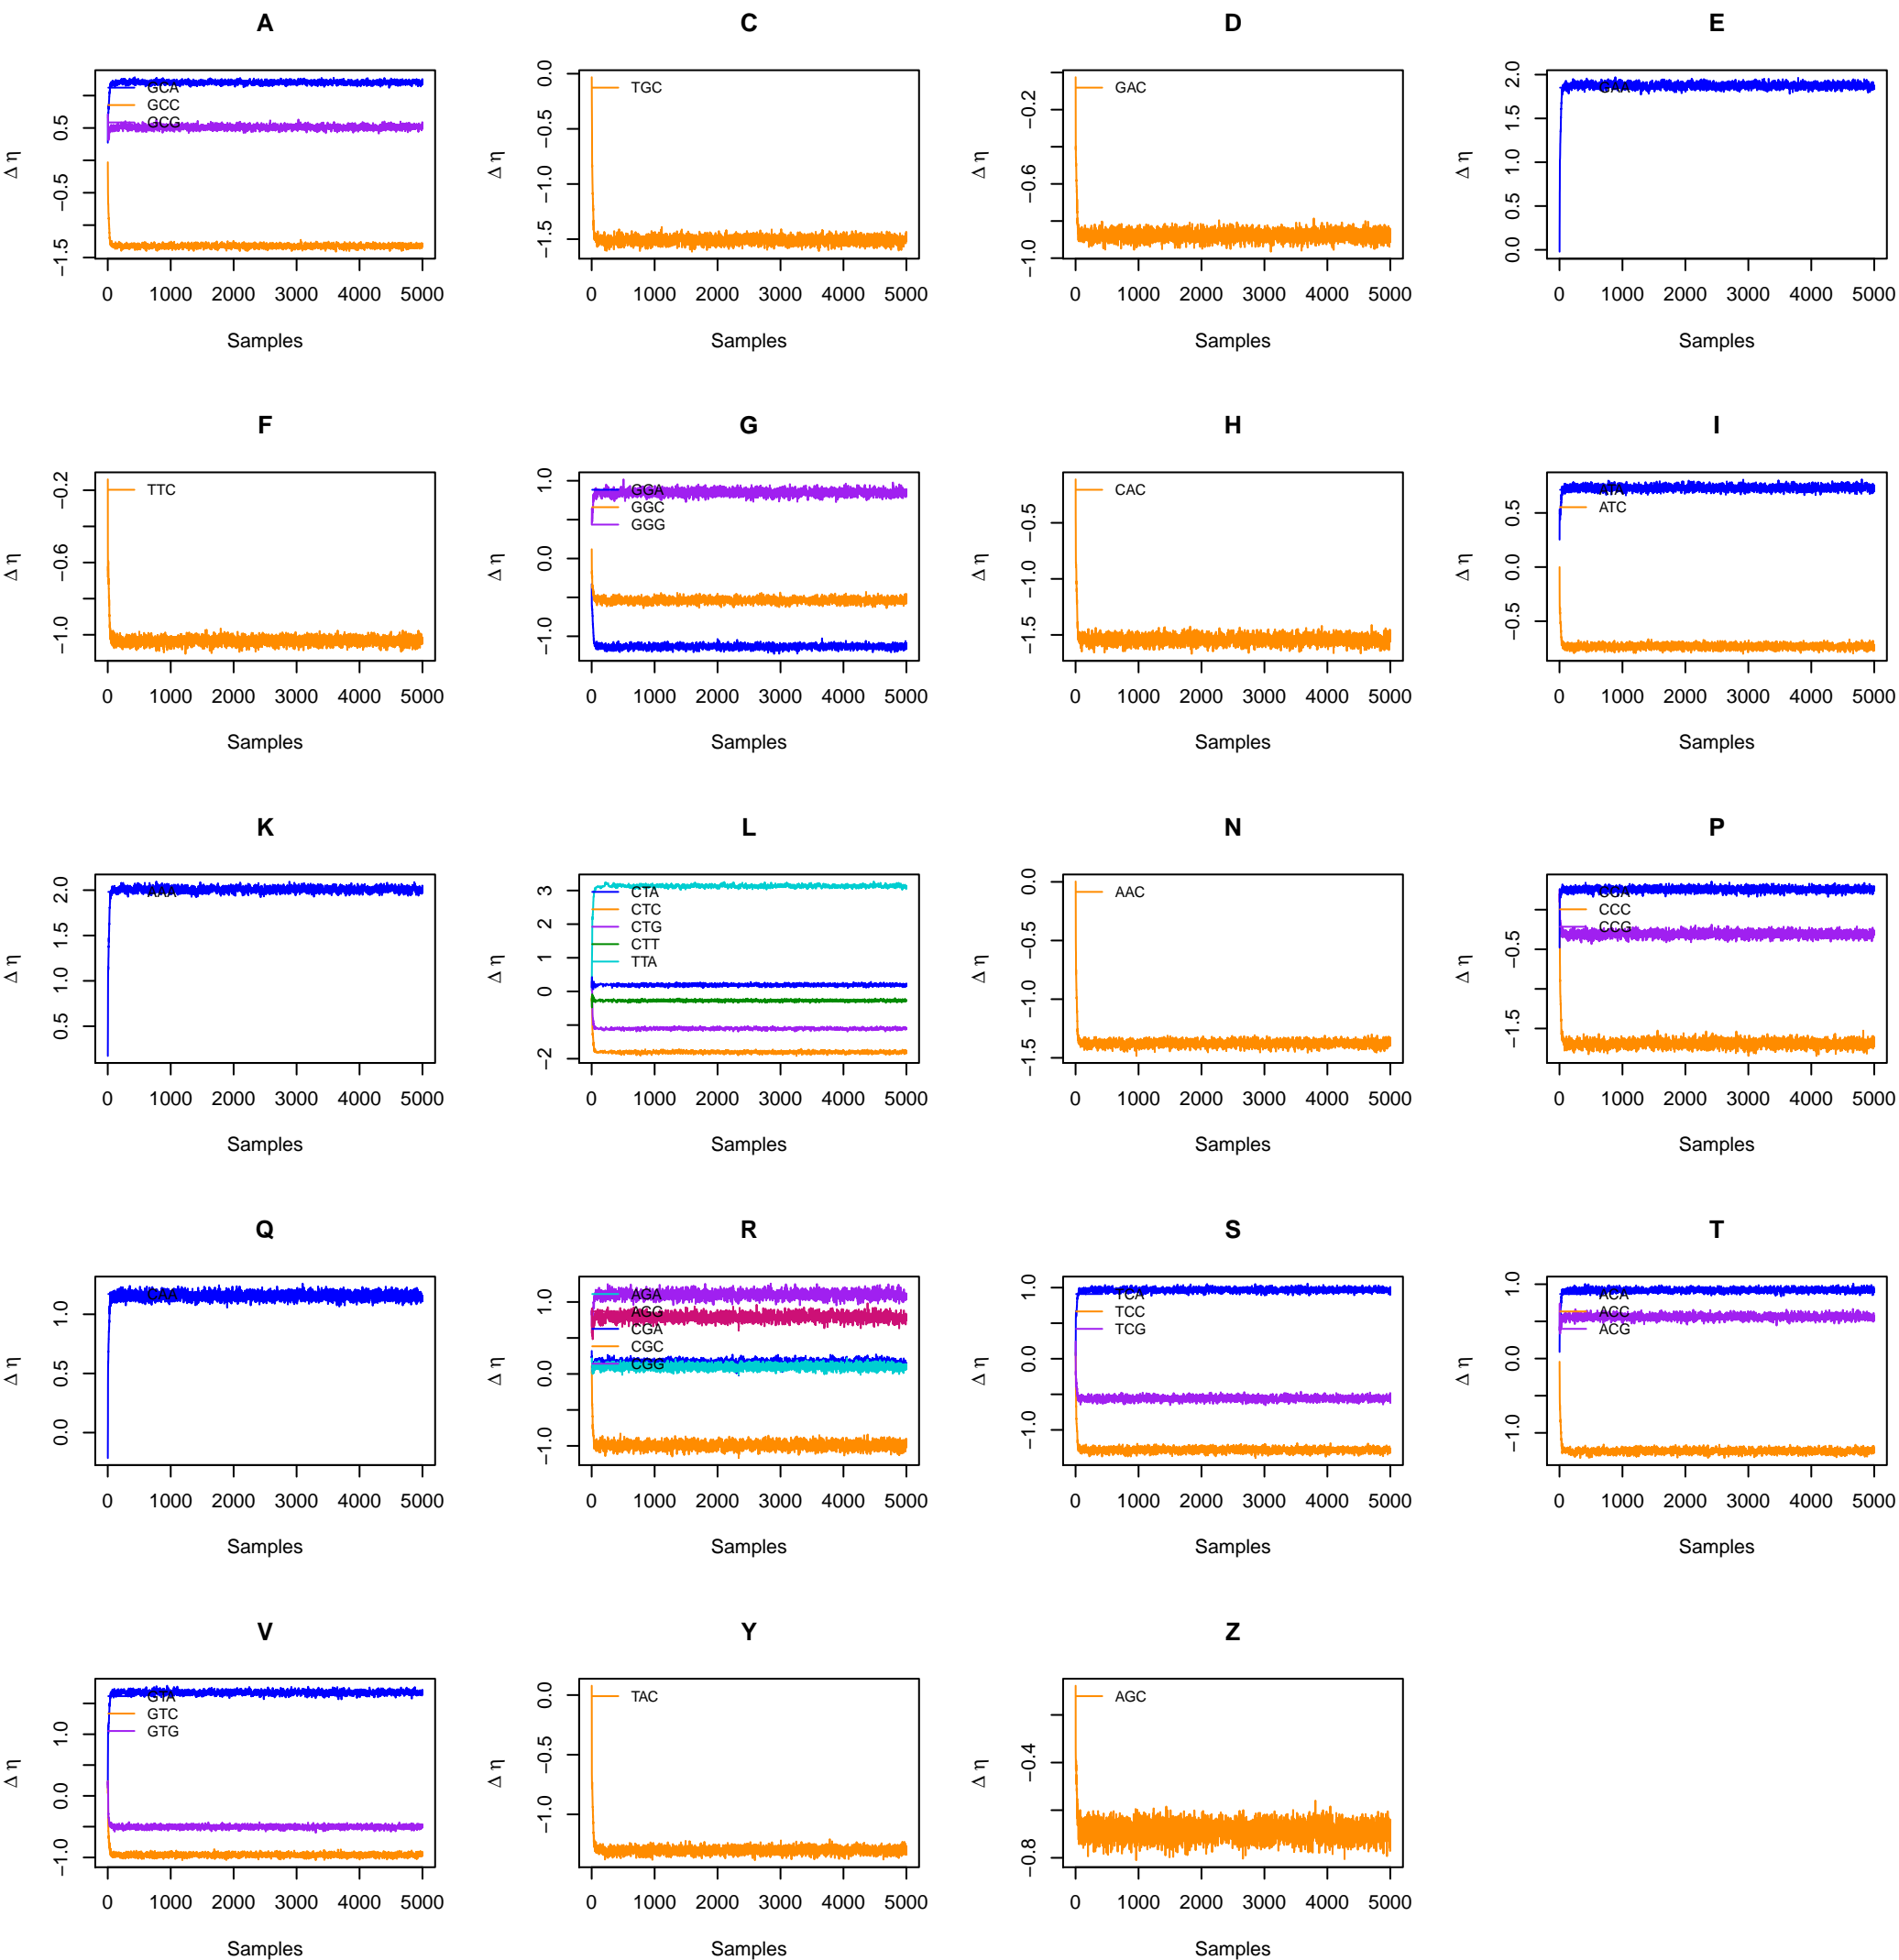 A
Δ η
0.5
−0.5
−1.5
GCA
GCC
GCG
0 1000 2000 3000 4000 5000
Samples
C
Δ η
0.0
−0.5
−1.0
−1.5
TGC
0 1000 2000 3000 4000 5000
Samples
D
Δ η
−0.2
−0.6
−1.0
GAC
0 1000 2000 3000 4000 5000
Samples
E
Δ η
2.0
1.5
1.0
0.5
0.0
GAA
0 1000 2000 3000 4000 5000
Samples
F
Δ η
−0.2
−0.6
−1.0
TTC
0 1000 2000 3000 4000 5000
Samples
G
Δ η
1.0
0.0
−1.0
GGA
GGC
GGG
0 1000 2000 3000 4000 5000
Samples
H
Δ η
−0.5
−1.0
−1.5
CAC
0 1000 2000 3000 4000 5000
Samples
I
Δ η
0.5
0.0
−0.5
ATA
ATC
0 1000 2000 3000 4000 5000
Samples
K
Δ η
2.0
1.5
1.0
0.5
AAA
0 1000 2000 3000 4000 5000
Samples
L
Δ η
3
2
1
0
−2
CTA
CTC
CTG
CTT
TTA
0 1000 2000 3000 4000 5000
Samples
N
Δ η
0.0
−0.5
−1.0
−1.5
AAC
0 1000 2000 3000 4000 5000
Samples
P
Δ η
−0.5
−1.5
CCA
CCC
CCG
0 1000 2000 3000 4000 5000
Samples
Q
Δ η
1.0
0.5
0.0
CAA
0 1000 2000 3000 4000 5000
Samples
R
Δ η
1.0
0.0
−1.0
AGA
AGG
CGA
CGC
CGG
0 1000 2000 3000 4000 5000
Samples
S
Δ η
1.0
0.0
−1.0
TCA
TCC
TCG
0 1000 2000 3000 4000 5000
Samples
T
Δ η
1.0
0.0
−1.0
ACA
ACC
ACG
0 1000 2000 3000 4000 5000
Samples
V
Δ η
1.0
0.0
−1.0
GTA
GTC
GTG
0 1000 2000 3000 4000 5000
Samples
Y
Δ η
0.0
−0.5
−1.0
TAC
0 1000 2000 3000 4000 5000
Samples
Z
Δ η
−0.4
−0.8
AGC
0 1000 2000 3000 4000 5000
Samples